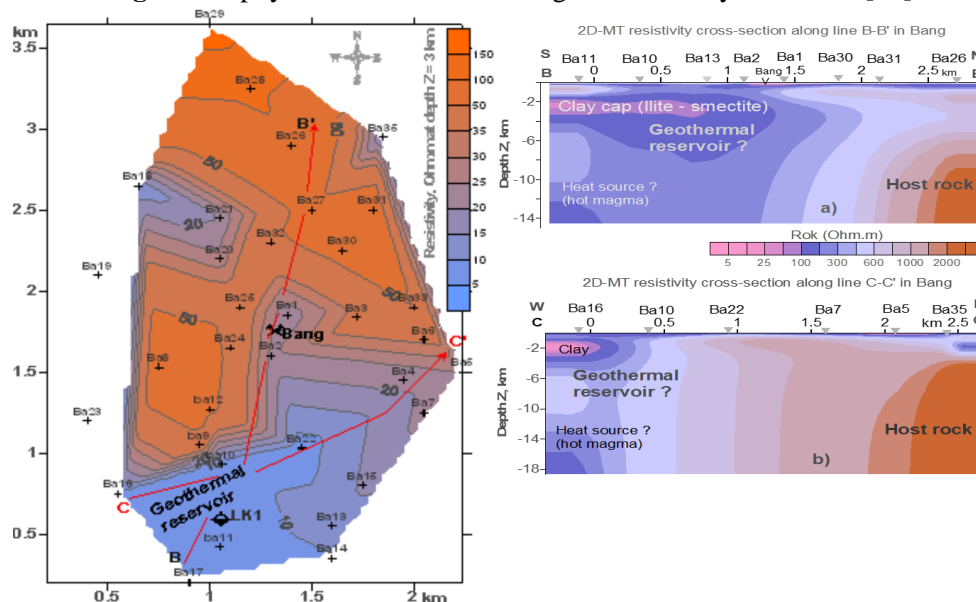 Ba29
km
3.5
3
2.5
2
1.5
1
0.5
0.5
1
1.5
2 km
N
W
E
S
Ba28
B'
Ba26
Ba35
50
50
Ba18
Ba21
20
Ba27
Ba31
Ba32
Ba30
Ba20
Ba19
Ba25
50
Ba1
Bang
Ba3
50
Ba33
Ba6
C'
Ba5
Ba24
Ba2
Ba8
Ba4
20
Ba7
ba12
Ba23
ba9
Ba22
Ba10
Ba16
C
Geothermal
reservoir
Ba15
LK1
10
Ba13
ba11
Ba14
B
Ba17
Resistivity, Ohm.m at depth Z = 3 km
150
100
50
35
30
25
20
15
10
5
0
2D-MT resistivity cross-section along line B-B' in Bang
S
B
Ba11
Ba10
Ba13
Ba2
Ba1
Bang
V
Ba30
Ba31
Ba26
N
0
0.5
1
1.5
2
2.5 km
Depth Z, km
-2
-6
-10
-14
Clay cap (Ilite - smectite)
Geothermal
reservoir ?
Heat source ?
(hot magma)
Host rock
a)
Rok (Ohm.m)
5
25
100
300
600
1000
2000
2D-MT resistivity cross-section along line C-C' in Bang
W
C
Ba16
Ba10
Ba22
Ba7
Ba5
Ba35
0
0.5
1
1.5
2
km 2.5
Depth Z, km
-2
-6
-10
-14
-18
Clay
Geothermal
reservoir ?
Heat source ?
(hot magma)
Host rock
b)